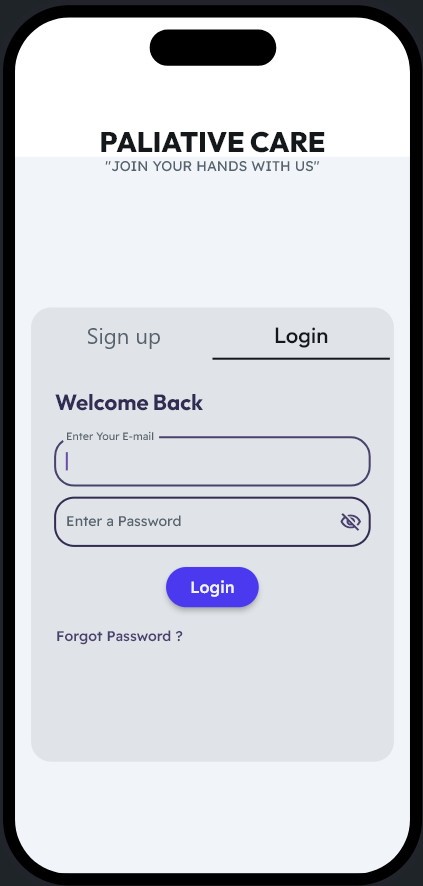 PALIATIVE CARE
"JOIN YOUR HANDS WITH US"
Sign up
Login
Welcome Back
Enter Your E-mail
Enter a Password
Login
Forgot Password ?